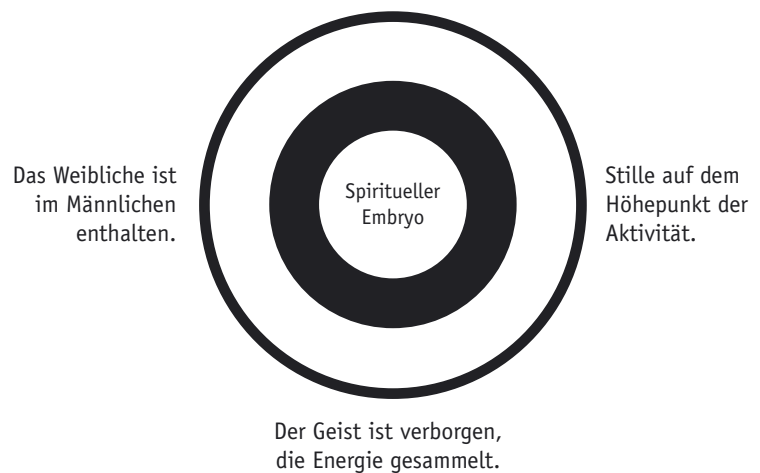 Das Weibliche ist
im Männlichen
enthalten.
Spiritueller
Embryo
Stille auf dem
Höhepunkt der
Aktivität.
Der Geist ist verborgen,
die Energie gesammelt.